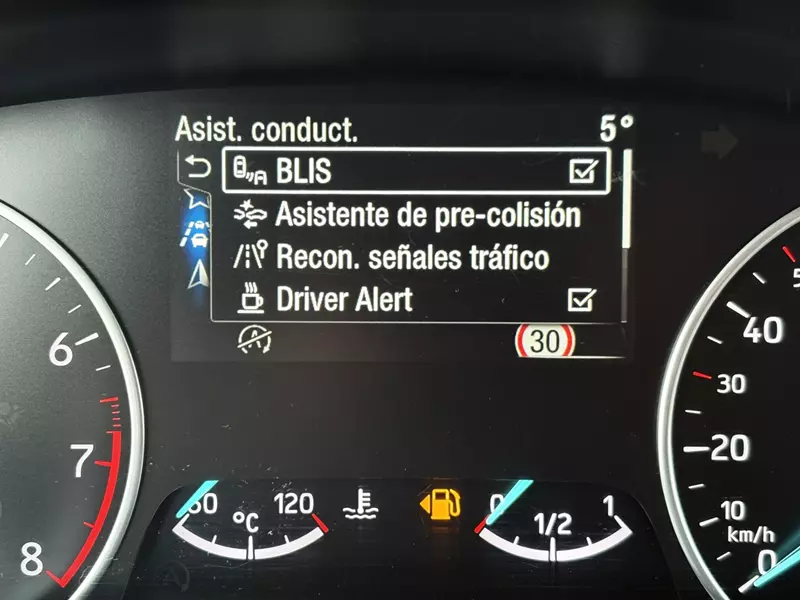 Asist. conduct. 5°
BLIS
Asistente de pre-colisión
Recon. señales tráfico
Driver Alert
A 30
6
7
8
60 °C 120
0 1/2 1
40
30
20
10
km/h
0